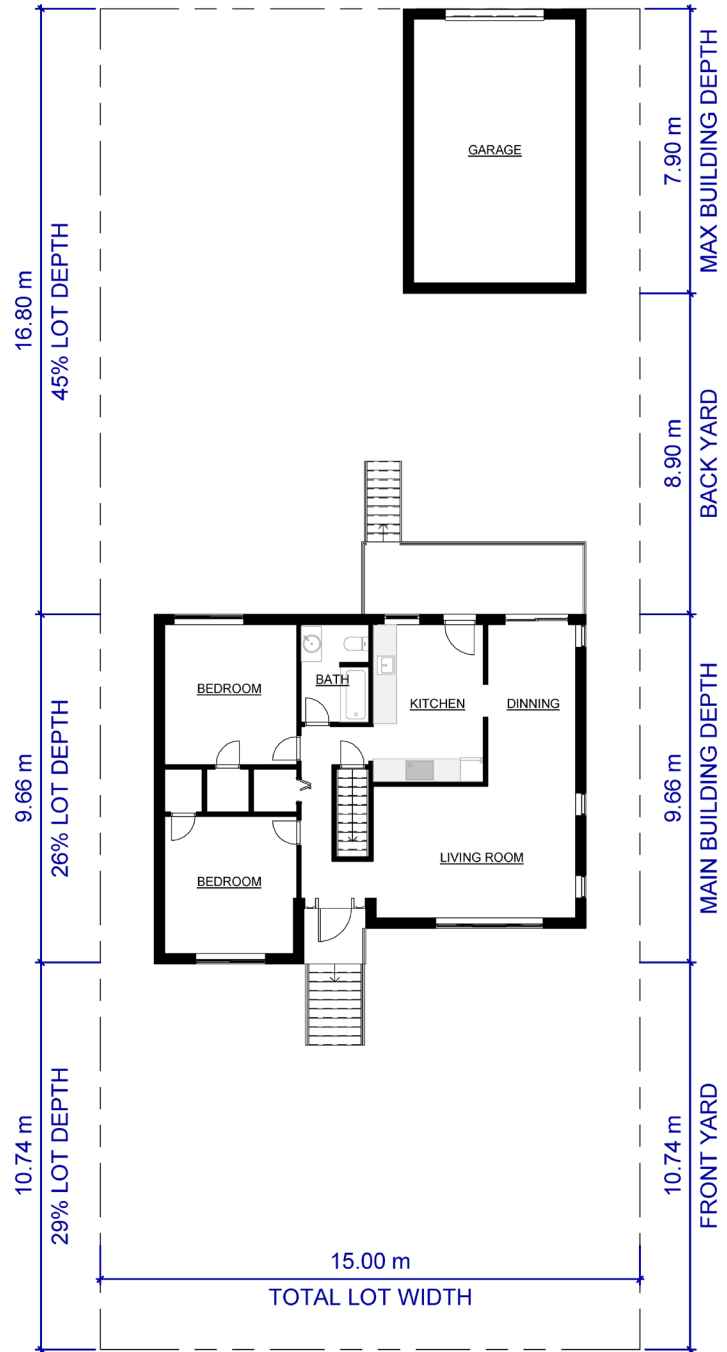 GARAGE
7.90 m
MAX BUILDING DEPTH
16.80 m
45% LOT DEPTH
8.90 m
BACK YARD
BEDROOM
BATH
KITCHEN
DINNING
9.66 m
26% LOT DEPTH
9.66 m
MAIN BUILDING DEPTH
BEDROOM
LIVING ROOM
10.74 m
29% LOT DEPTH
10.74 m
FRONT YARD
15.00 m
TOTAL LOT WIDTH